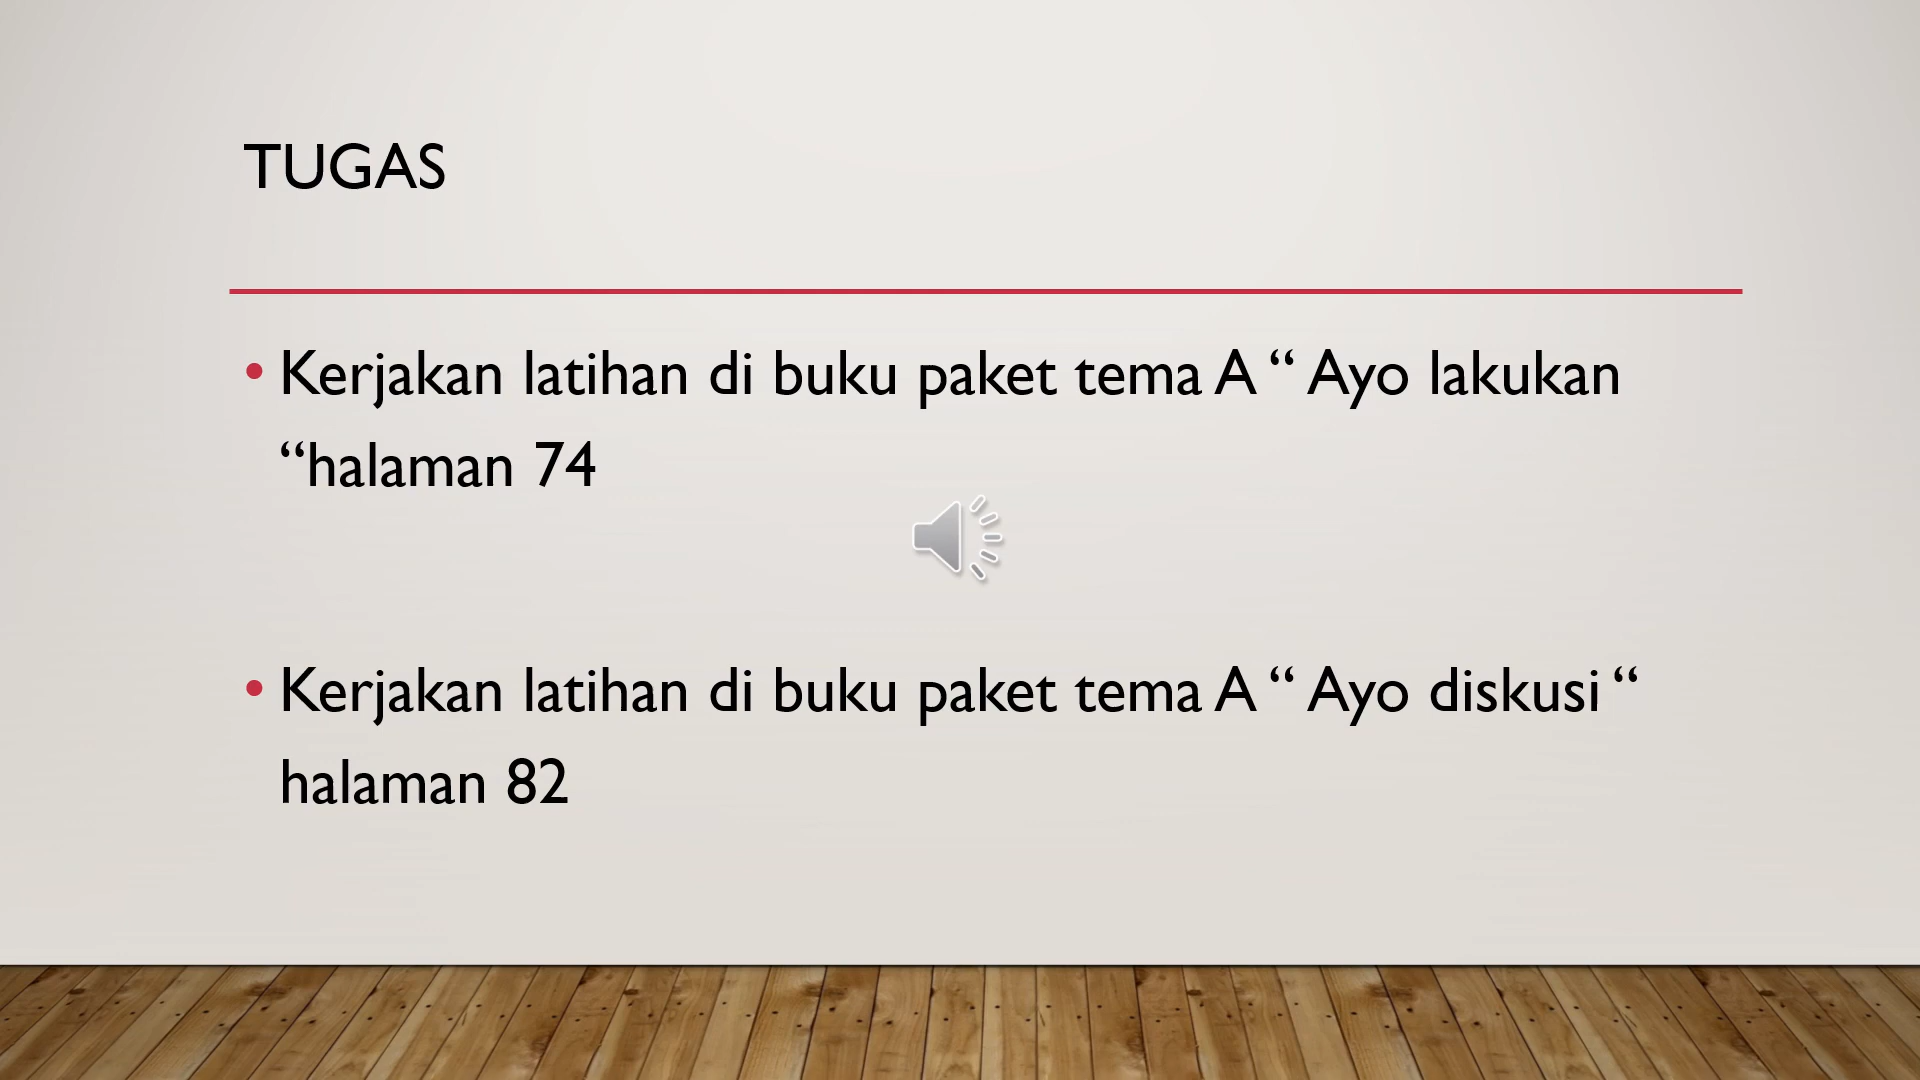 TUGAS
• Kerjakan latihan di buku paket tema A “ Ayo lakukan
“halaman 74
• Kerjakan latihan di buku paket tema A “ Ayo diskusi “
halaman 82